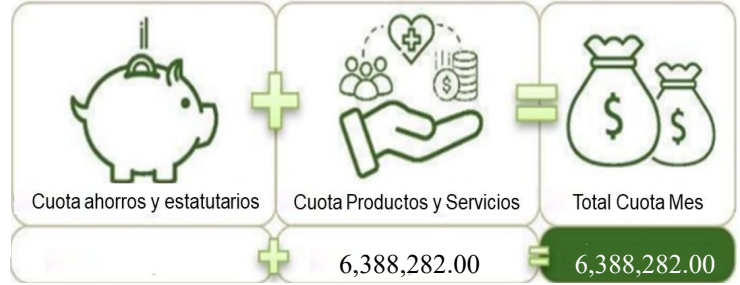 $
$ $
Cuota ahorros y estatutarios Cuota Productos y Servicios Total Cuota Mes
6,388,282.00 6,388,282.00